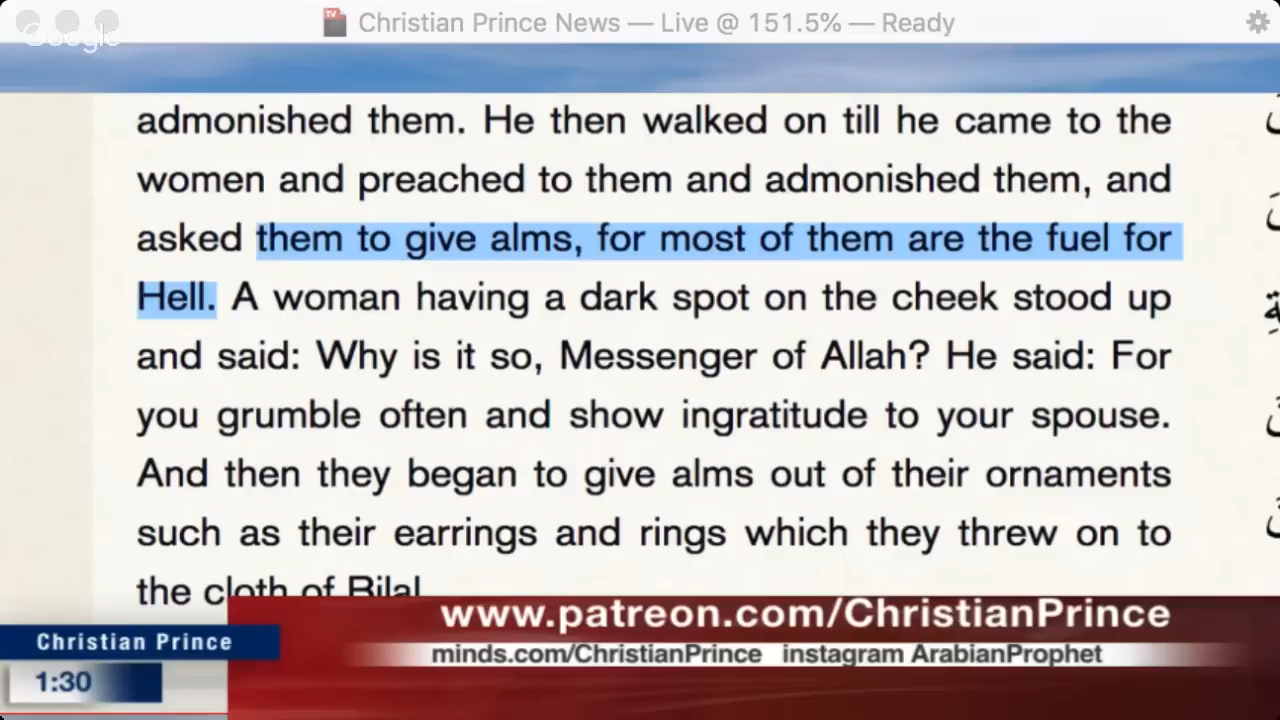 Google
Christian Prince News — Live @ 151.5% — Ready
admonished them. He then walked on till he came to the
women and preached to them and admonished them, and
asked them to give alms, for most of them are the fuel for
Hell. A woman having a dark spot on the cheek stood up
and said: Why is it so, Messenger of Allah? He said: For
you grumble often and show ingratitude to your spouse.
And then they began to give alms out of their ornaments
such as their earrings and rings which they threw on to
the cloth of Bilal
www.patreon.com/ChristianPrince
Christian Prince
minds.com/ChristianPrince instagram ArabianProphet
1:30